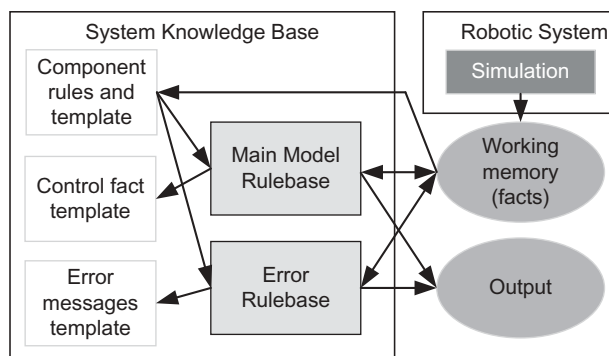 System Knowledge Base
Robotic System
Component
rules and
template
Simulation
Main Model
Rulebase
Working
memory
(facts)
Control fact
template
Error
messages
template
Error
Rulebase
Output